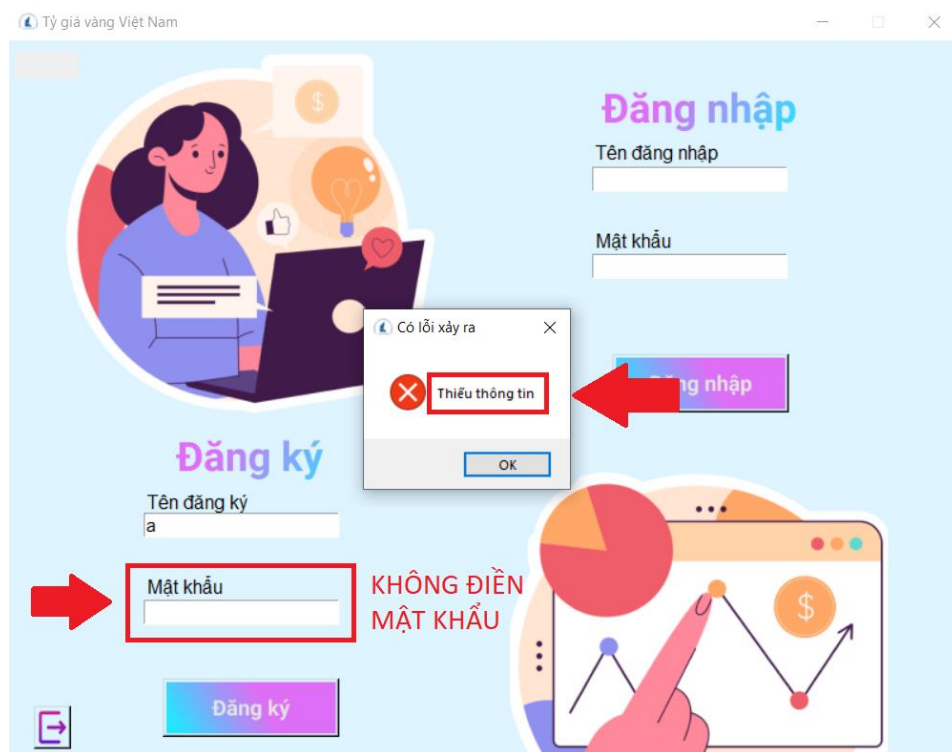 Tỷ giá vàng Việt Nam
Đăng nhập
Tên đăng nhập
Mật khẩu
Có lỗi xảy ra
Thiếu thông tin
OK
Đăng nhập
Đăng ký
Tên đăng ký
a
Mật khẩu
KHÔNG ĐIỀN
MẬT KHẨU
Đăng ký
$
$